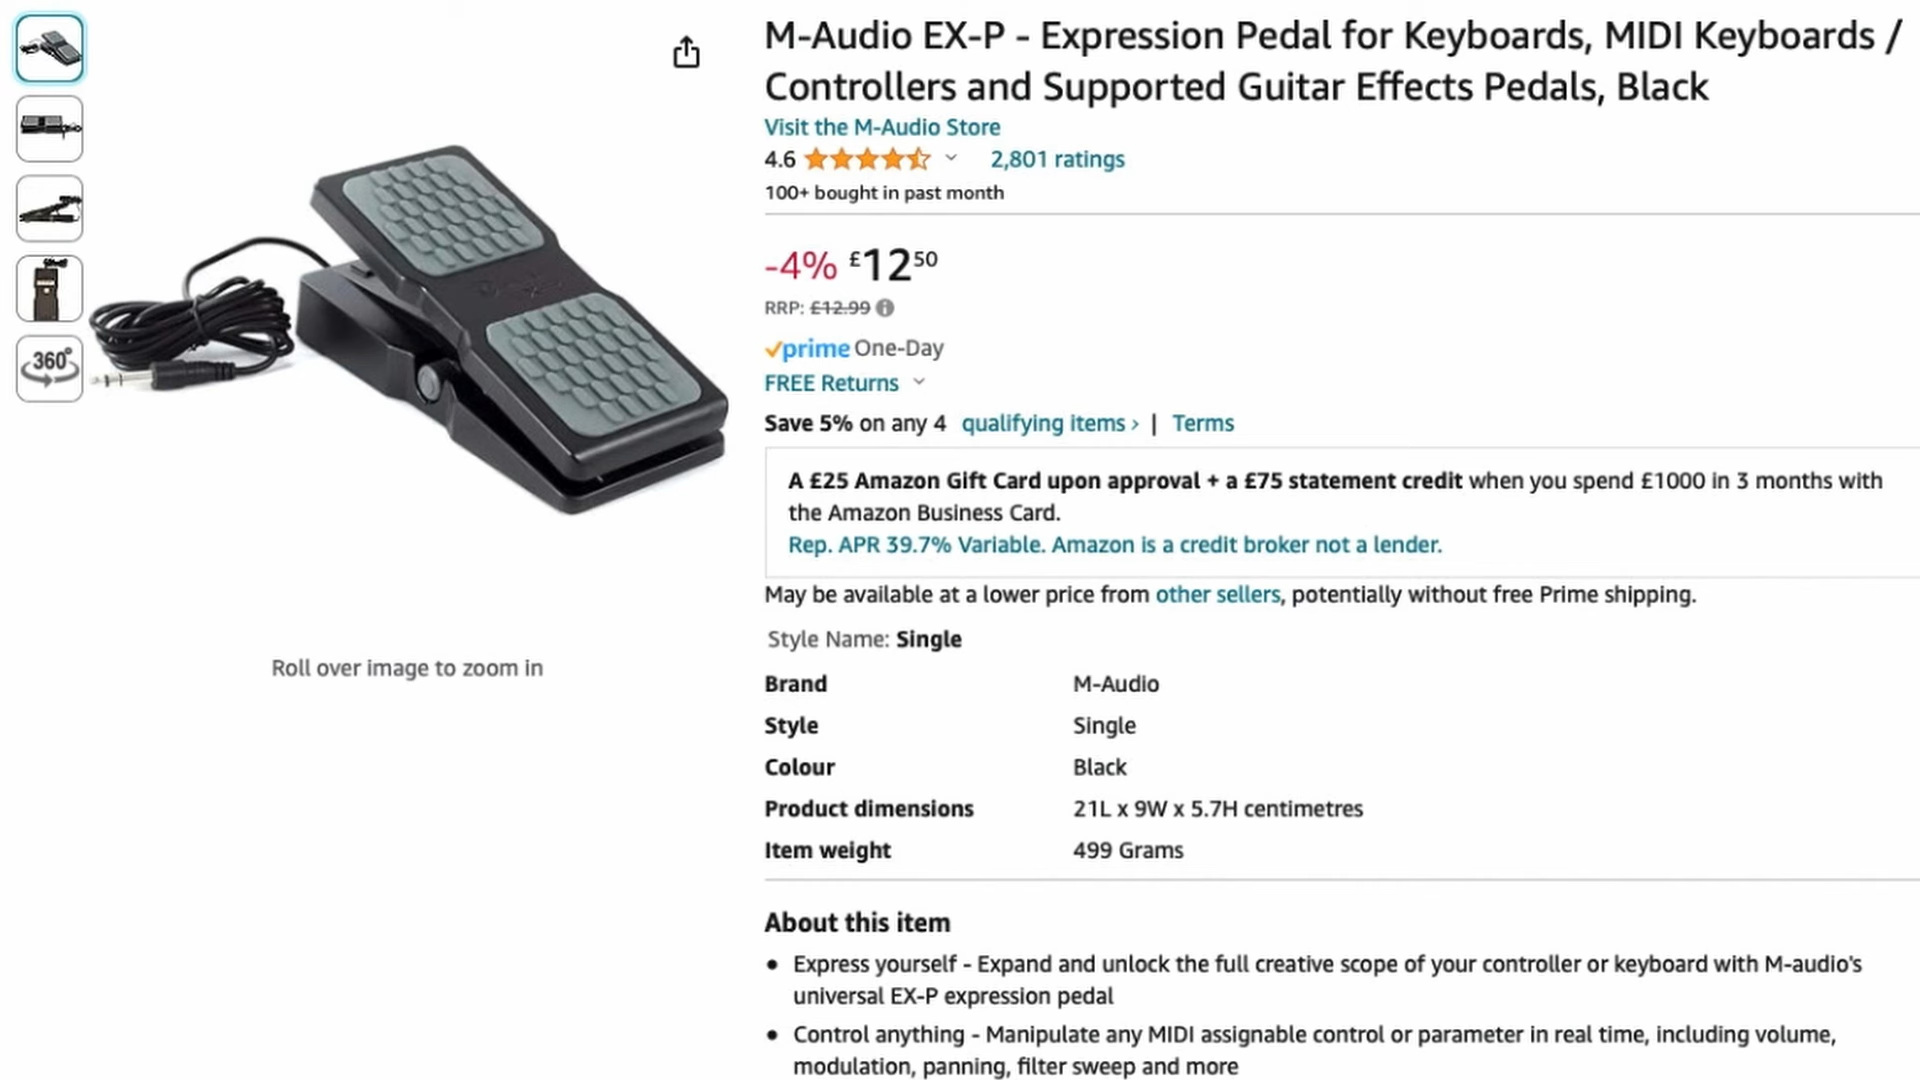 M-Audio EX-P - Expression Pedal for Keyboards, MIDI Keyboards /
Controllers and Supported Guitar Effects Pedals, Black
Visit the M-Audio Store
4.6 2,801 ratings
100+ bought in past month
-4% £1250
RRP: £12.99
prime One-Day
360°
FREE Returns
Save 5% on any 4 qualifying items › | Terms
A £25 Amazon Gift Card upon approval + a £75 statement credit when you spend £1000 in 3 months with
the Amazon Business Card.
Rep. APR 39.7% Variable. Amazon is a credit broker not a lender.
May be available at a lower price from other sellers, potentially without free Prime shipping.
Style Name: Single
Roll over image to zoom in
Brand M-Audio
Style Single
Colour Black
Product dimensions 21L x 9W x 5.7H centimetres
Item weight 499 Grams
About this item
• Express yourself - Expand and unlock the full creative scope of your controller or keyboard with M-audio's
universal EX-P expression pedal
• Control anything - Manipulate any MIDI assignable control or parameter in real time, including volume,
modulation, panning, filter sweep and more